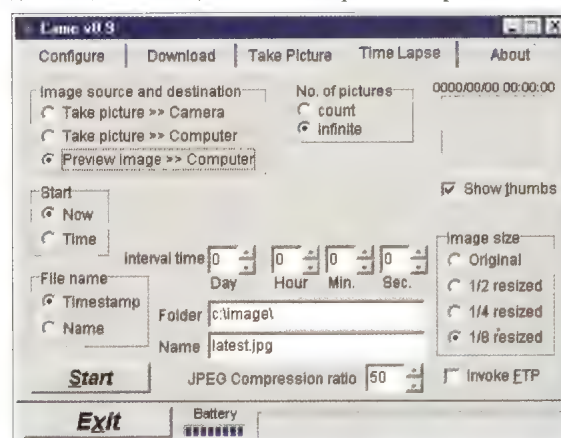 Came v0.8
Configure
Download
Take Picture
Time Lapse
About
Image source and destination
Take picture >> Camera
Take picture >> Computer
Preview image >> Computer
No. of pictures
count
infinite
0000/00/00 00:00:00
Show thumbs
Start
Now
Time
Interval time 0 0 0 0
Day Hour Min. Sec.
Image size
Original
1/2 resized
1/4 resized
1/8 resized
File name
Timestamp
Name
Folder c:\image\
Name latest.jpg
Start
JPEG Compression ratio 50
Invoke FTP
Exit
Battery